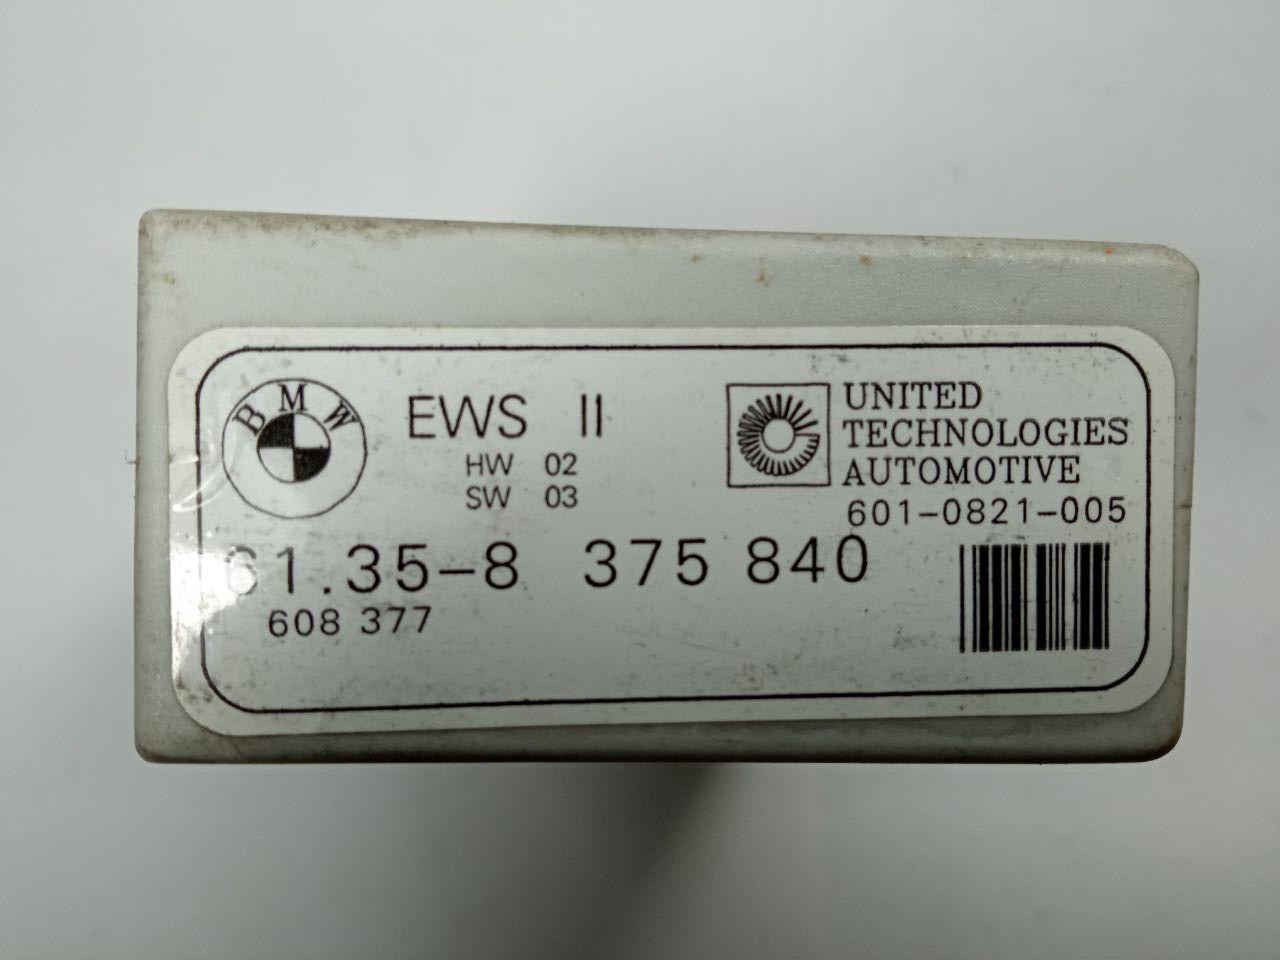 BMW
EWS II
HW 02
SW 03
UNITED
TECHNOLOGIES
AUTOMOTIVE
601-0821-005
61.35-8 375 840
608 377